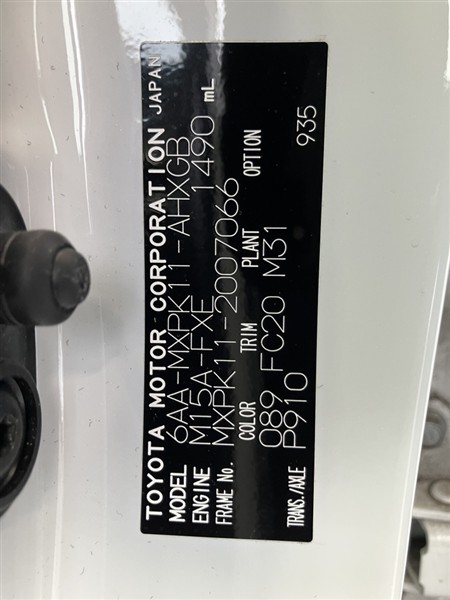 TOYOTA MOTOR CORPORATION JAPAN
MODEL 6AA-MXPK11-AHXGB
ENGINE M15A-FXE 1490 mL
FRAME No. MXPK11-2007066
COLOR TRIM PLANT OPTION
089 FC20 M31
TRANS./AXLE P910 935